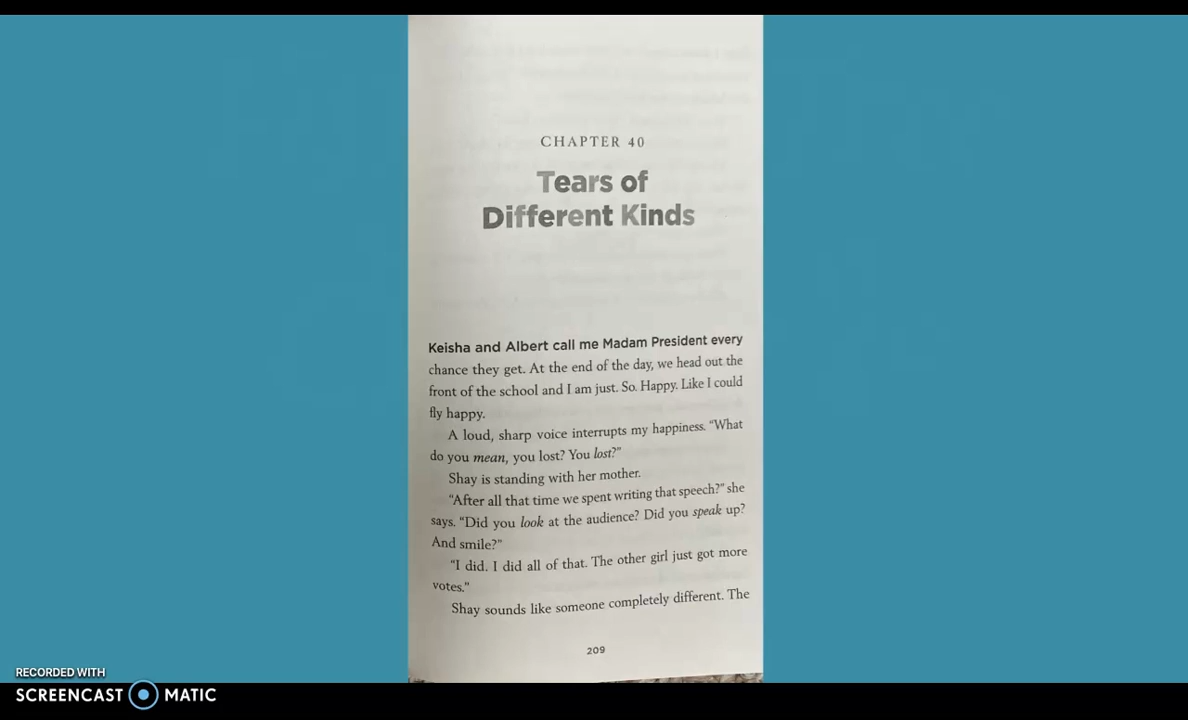 CHAPTER 40
Tears of
Different Kinds
Keisha and Albert call me Madam President every
chance they get. At the end of the day, we head out the
front of the school and I am just. So. Happy. Like I could
fly happy.
A loud, sharp voice interrupts my happiness. “What
do you mean, you lost? You lost?”
Shay is standing with her mother.
“After all that time we spent writing that speech?” she
says. “Did you look at the audience? Did you speak up?
And smile?”
“I did. I did all of that. The other girl just got more
votes.”
Shay sounds like someone completely different. The
209
RECORDED WITH
SCREENCAST MATIC